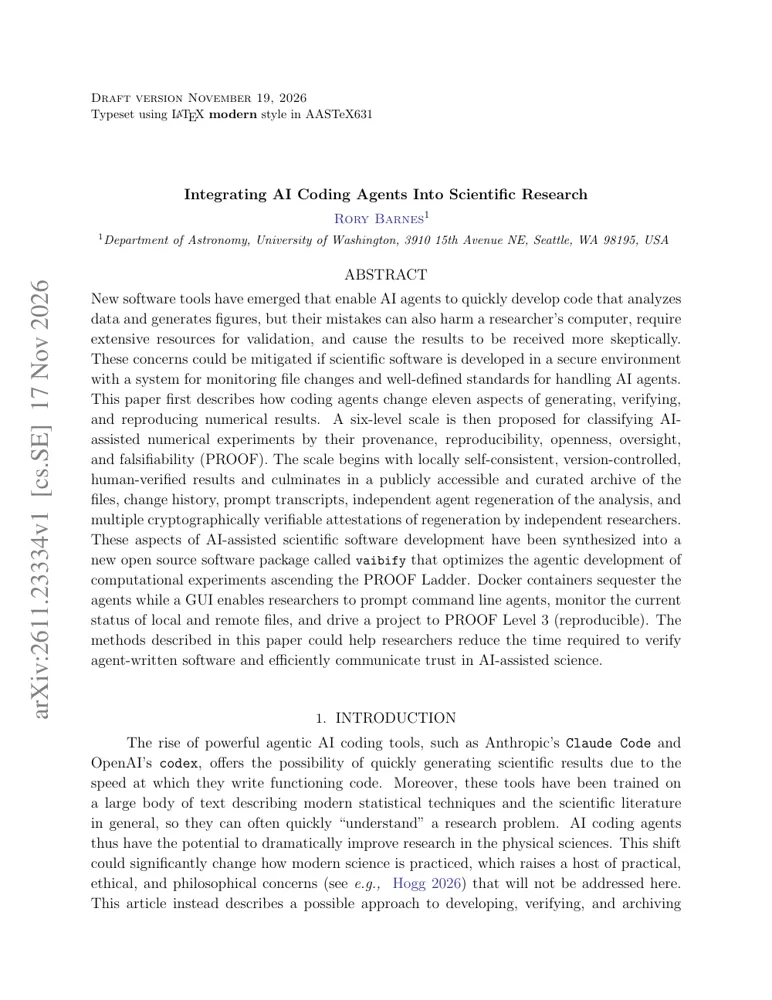 DRAFT VERSION NOVEMBER 19, 2026
Typeset using LATEX modern style in AASTeX631
Integrating AI Coding Agents Into Scientific Research
RORY BARNES1
1Department of Astronomy, University of Washington, 3910 15th Avenue NE, Seattle, WA 98195, USA
ABSTRACT
New software tools have emerged that enable AI agents to quickly develop code that analyzes
data and generates figures, but their mistakes can also harm a researcher's computer, require
extensive resources for validation, and cause the results to be received more skeptically.
These concerns could be mitigated if scientific software is developed in a secure environment
with a system for monitoring file changes and well-defined standards for handling AI agents.
This paper first describes how coding agents change eleven aspects of generating, verifying,
and reproducing numerical results. A six-level scale is then proposed for classifying AI-
assisted numerical experiments by their provenance, reproducibility, openness, oversight,
and falsifiability (PROOF). The scale begins with locally self-consistent, version-controlled,
human-verified results and culminates in a publicly accessible and curated archive of the
files, change history, prompt transcripts, independent agent regeneration of the analysis, and
multiple cryptographically verifiable attestations of regeneration by independent researchers.
These aspects of AI-assisted scientific software development have been synthesized into a
new open source software package called vaibify that optimizes the agentic development of
computational experiments ascending the PROOF Ladder. Docker containers sequester the
agents while a GUI enables researchers to prompt command line agents, monitor the current
status of local and remote files, and drive a project to PROOF Level 3 (reproducible). The
methods described in this paper could help researchers reduce the time required to verify
agent-written software and efficiently communicate trust in AI-assisted science.
1. INTRODUCTION
The rise of powerful agentic AI coding tools, such as Anthropic's Claude Code and
OpenAI's codex, offers the possibility of quickly generating scientific results due to the
speed at which they write functioning code. Moreover, these tools have been trained on
a large body of text describing modern statistical techniques and the scientific literature
in general, so they can often quickly “understand” a research problem. AI coding agents
thus have the potential to dramatically improve research in the physical sciences. This shift
could significantly change how modern science is practiced, which raises a host of practical,
ethical, and philosophical concerns (see e.g., Hogg 2026) that will not be addressed here.
This article instead describes a possible approach to developing, verifying, and archiving
arXiv:2611.23334v1 [cs.SE] 17 Nov 2026